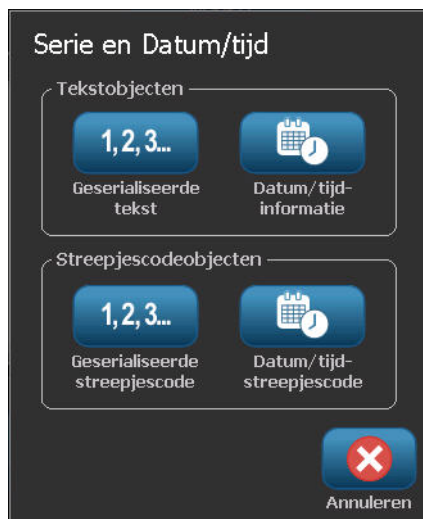 Serie en Datum/tijd
Tekstobjecten
1, 2, 3...
Geserialiseerde
tekst
Datum/tijd-
informatie
Streepjescodeobjecten
1, 2, 3...
Geserialiseerde
streepjescode
Datum/tijd-
streepjescode
Annuleren